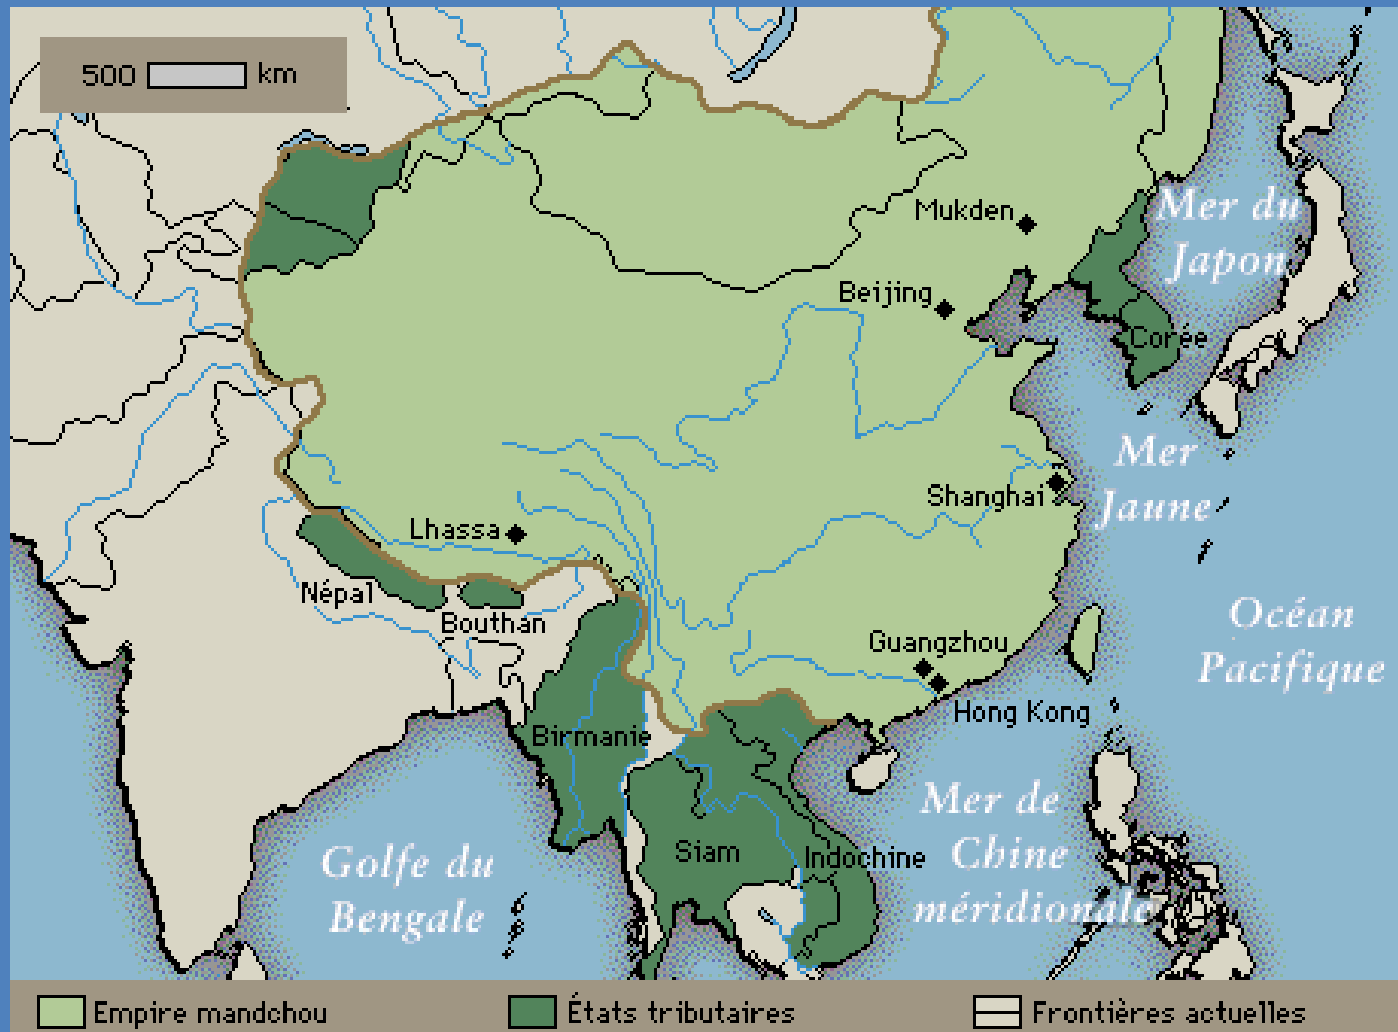 500 km
Mukden
Mer du
Japon
Beijing
Corée
Mer
Jaune
Shanghai
Lhassa
Népal
Bouthan
Océan
Pacifique
Guangzhou
Hong Kong
Birmanie
Mer de
Chine
méridionale
Siam
Indochine
Golfe du
Bengale
Empire mandchou
États tributaires
Frontières actuelles